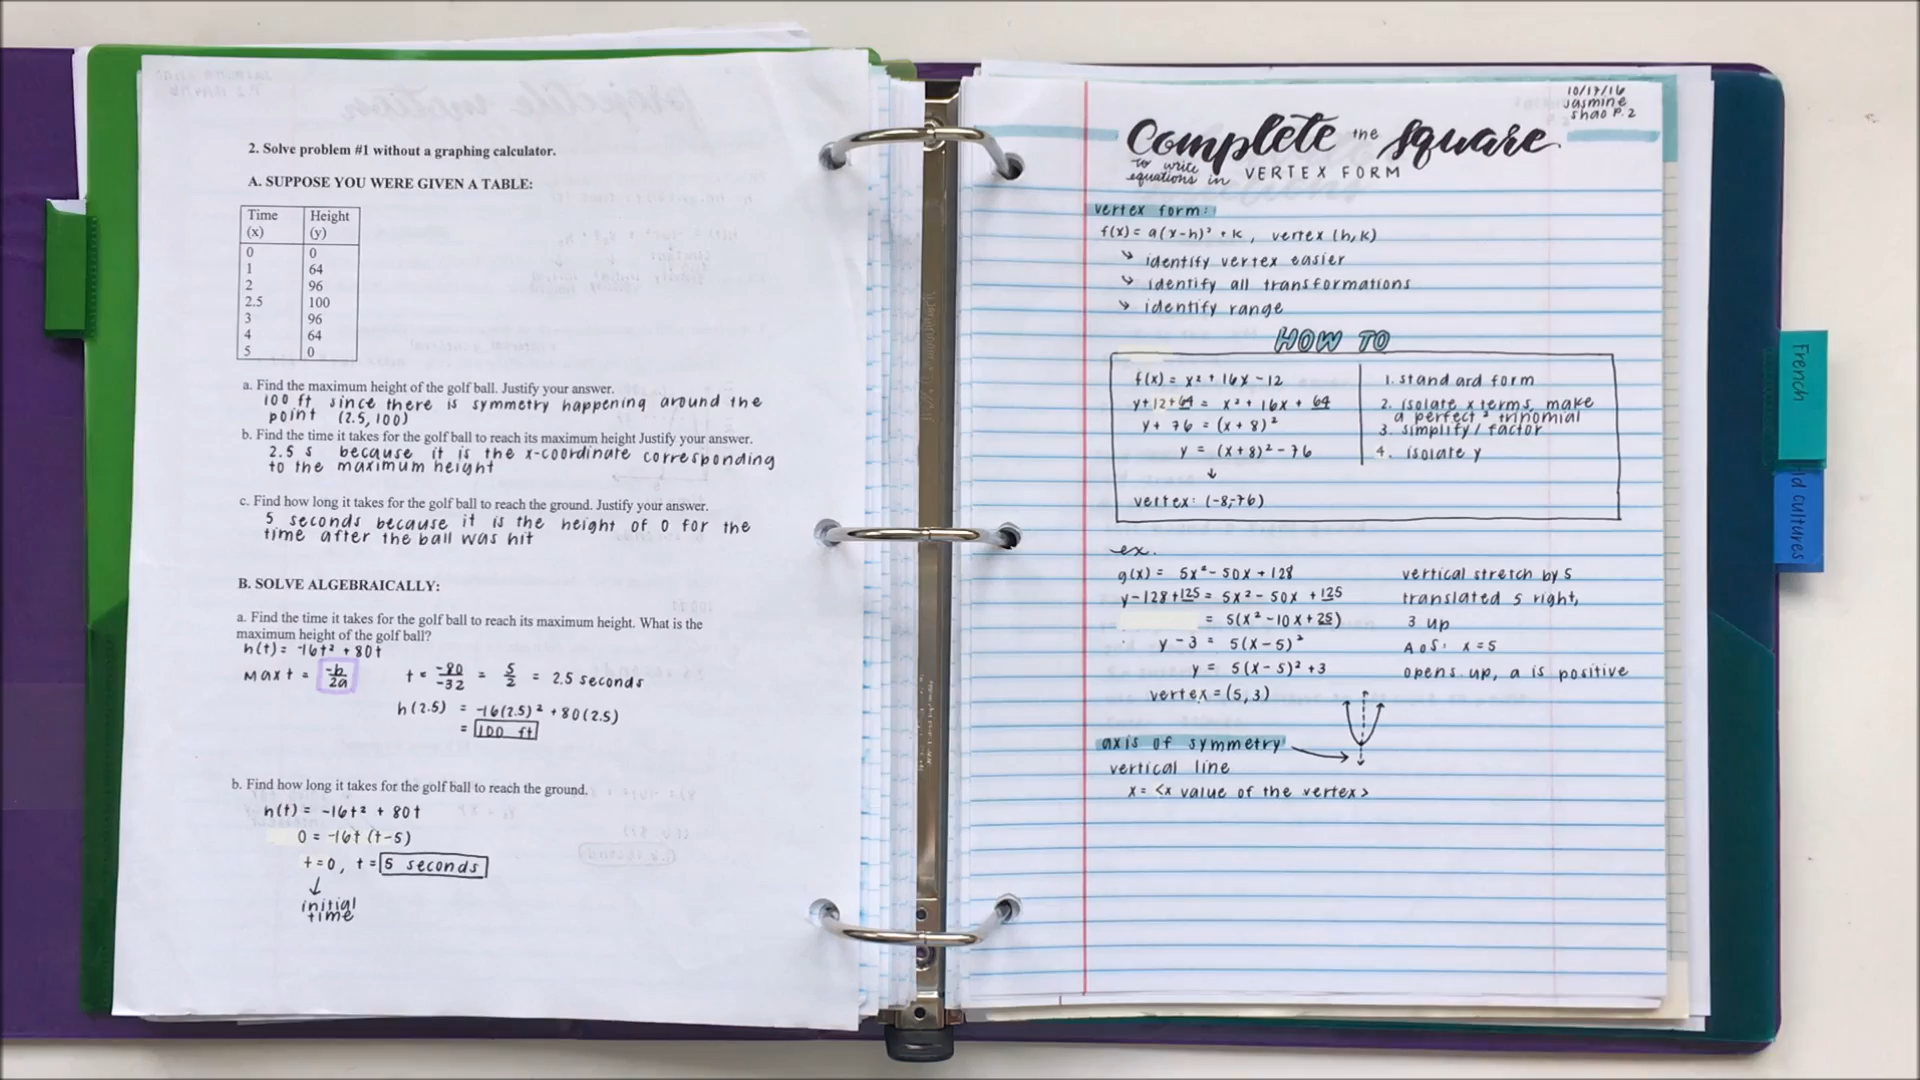 2. Solve problem #1 without a graphing calculator.
A. SUPPOSE YOU WERE GIVEN A TABLE:
Time (x) Height (y)
0 0
1 64
2 96
2.5 100
3 96
4 64
5 0
a. Find the maximum height of the golf ball. Justify your answer.
100 ft since there is symmetry happening around the
point (2.5, 100)
b. Find the time it takes for the golf ball to reach its maximum height Justify your answer.
2.5 s because it is the x-coordinate corresponding
to the maximum height
c. Find how long it takes for the golf ball to reach the ground. Justify your answer.
5 seconds because it is the height of 0 for the
time after the ball was hit
B. SOLVE ALGEBRAICALLY:
a. Find the time it takes for the golf ball to reach its maximum height. What is the
maximum height of the golf ball?
h(t) = -16t² + 80t
Max t = -b/2a t = -80/-32 = 5/2 = 2.5 seconds
h(2.5) = -16(2.5)² + 80(2.5)
= 100 ft
b. Find how long it takes for the golf ball to reach the ground.
h(t) = -16t² + 80t
0 = -16t (t-5)
t = 0, t = 5 seconds
↓
initial
time
10/17/16
Jasmine
Shao P.2
Complete the square
to write
equations in VERTEX FORM
vertex form:
f(x) = a(x-h)² + k, vertex (h,k)
↘ identify vertex easier
↘ identify all transformations
↘ identify range
HOW TO
f(x) = x² + 16x - 12 1. standard form
y+12+64 = x² + 16x + 64 2. isolate x terms, make
a perfect² trinomial
y + 76 = (x + 8)² 3. simplify / factor
y = (x+8)² - 76 4. isolate y
↓
vertex: (-8,-76)
ex.
g(x) = 5x² - 50x + 128 vertical stretch by 5
y-128+125 = 5x² - 50x + 125 translated 5 right,
= 5(x² - 10x + 25) 3 up
y - 3 = 5(x-5)² AoS: x = 5
y = 5(x-5)² + 3 opens up, a is positive
vertex = (5, 3)
axis of symmetry
vertical line
x = <x value of the vertex>
French
ld cultures